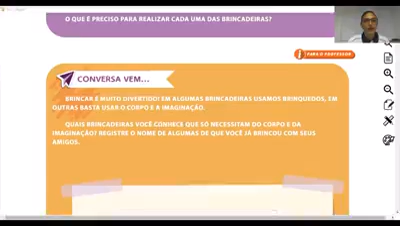 O QUE É PRECISO PARA REALIZAR CADA UMA DAS BRINCADEIRAS?
PARA O PROFESSOR
CONVERSA VEM...
BRINCAR É MUITO DIVERTIDO! EM ALGUMAS BRINCADEIRAS USAMOS BRINQUEDOS, EM
OUTRAS BASTA USAR O CORPO E A IMAGINAÇÃO.
QUAIS BRINCADEIRAS VOCÊ CONHECE QUE SÓ NECESSITAM DO CORPO E DA
IMAGINAÇÃO? REGISTRE O NOME DE ALGUMAS DE QUE VOCÊ JÁ BRINCOU COM SEUS
AMIGOS.